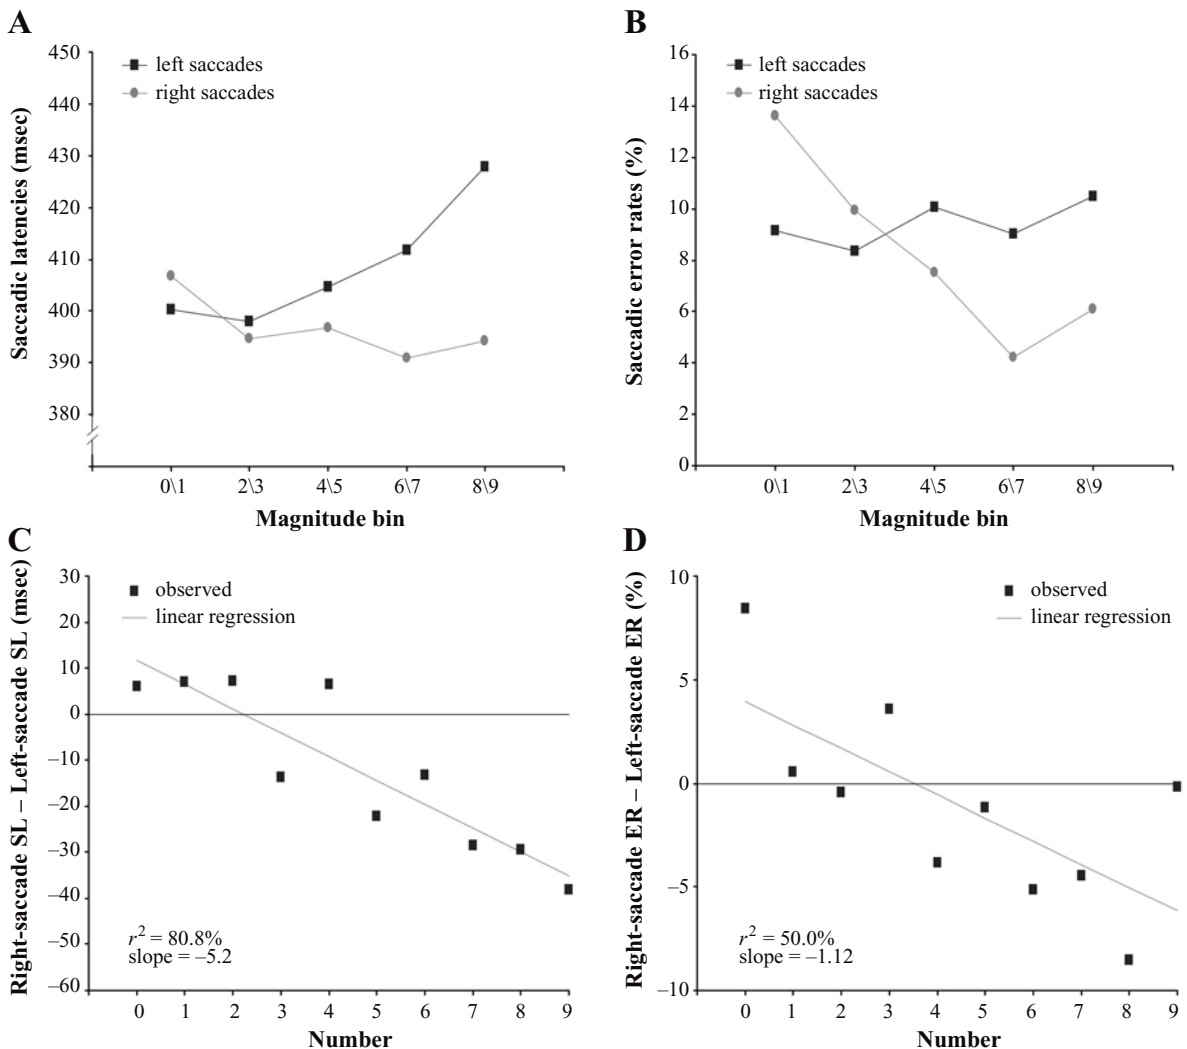 A
450
440
430
420
410
400
390
380
Saccadic latencies (msec)
left saccades
right saccades
0\1 2\3 4\5 6\7 8\9
Magnitude bin
B
16
14
12
10
8
6
4
2
0
Saccadic error rates (%)
left saccades
right saccades
0\1 2\3 4\5 6\7 8\9
Magnitude bin
C
30
20
10
0
–10
–20
–30
–40
–50
–60
Right-saccade SL – Left-saccade SL (msec)
observed
linear regression
r² = 80.8%
slope = –5.2
0 1 2 3 4 5 6 7 8 9
Number
D
10
5
0
–5
–10
Right-saccade ER – Left-saccade ER (%)
observed
linear regression
r² = 50.0%
slope = –1.12
0 1 2 3 4 5 6 7 8 9
Number